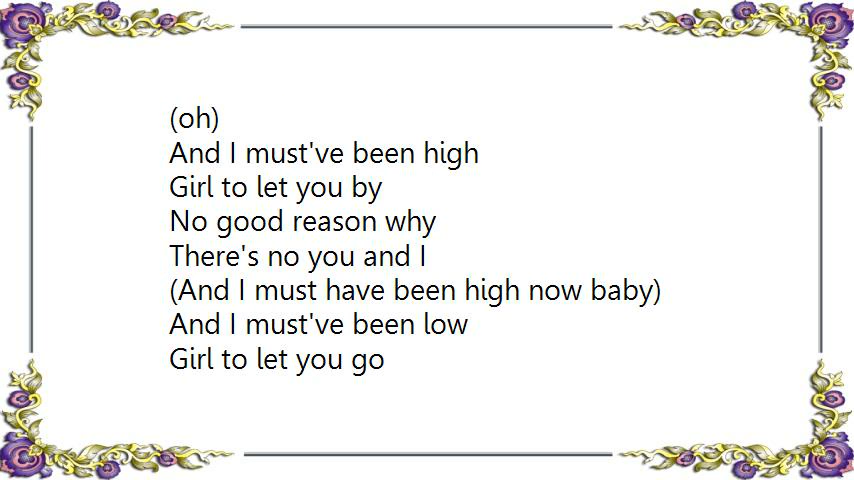 (oh)
And I must've been high
Girl to let you by
No good reason why
There's no you and I
(And I must have been high now baby)
And I must've been low
Girl to let you go